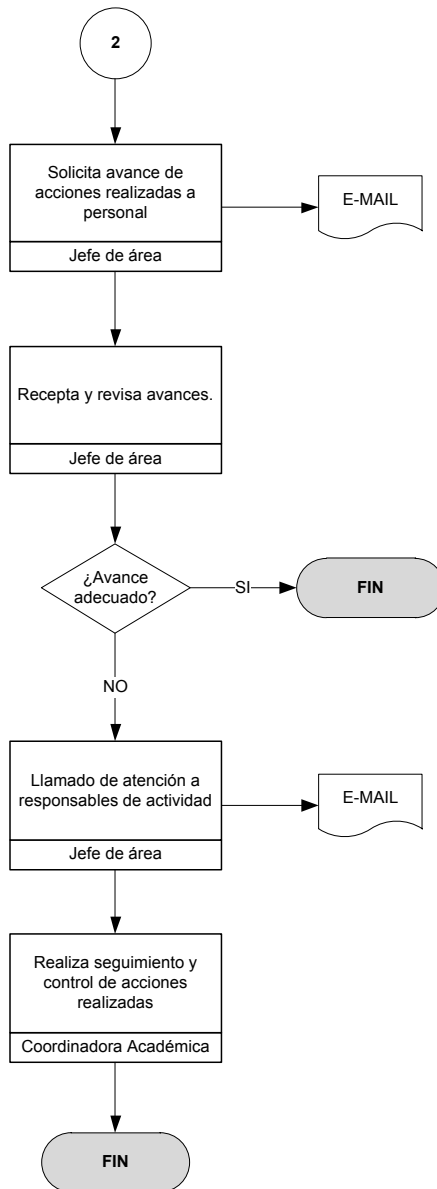 2
Solicita avance de
acciones realizadas a
personal
Jefe de área
E-MAIL
Recepta y revisa avances.
Jefe de área
¿Avance
adecuado?
SI
FIN
NO
Llamado de atención a
responsables de actividad
Jefe de área
E-MAIL
Realiza seguimiento y
control de acciones
realizadas
Coordinadora Académica
FIN